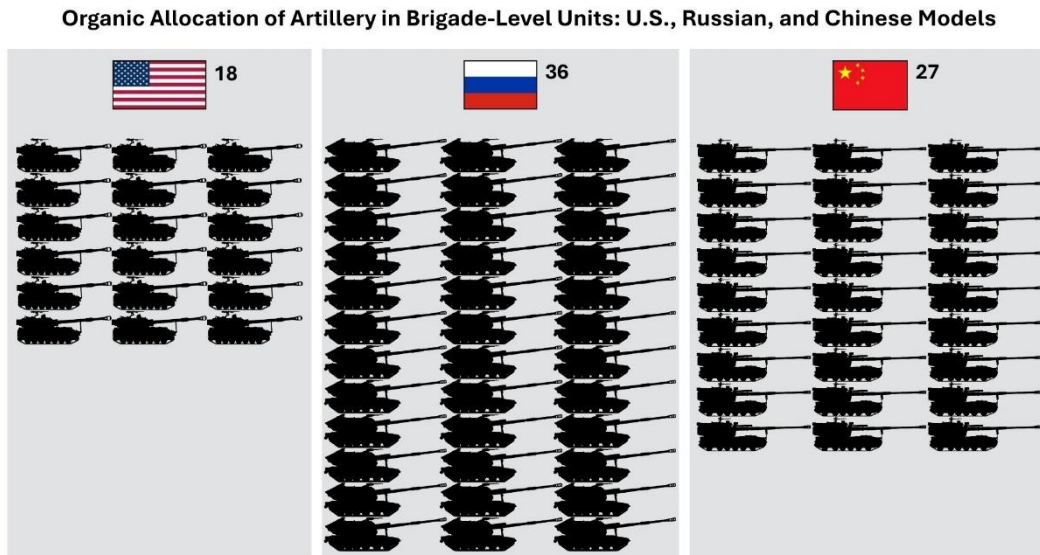 Organic Allocation of Artillery in Brigade-Level Units: U.S., Russian, and Chinese Models
18
36
27